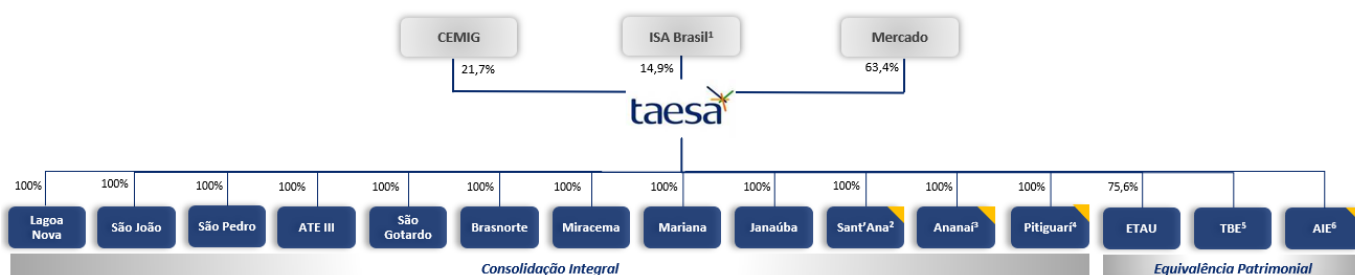 CEMIG
ISA Brasil¹
Mercado
21,7%
14,9%
63,4%
taesa
100%
100%
100%
100%
100%
100%
100%
100%
100%
100%
100%
100%
75,6%
Lagoa
Nova
São João
São Pedro
ATE III
São
Gotardo
Brasnorte
Miracema
Mariana
Janaúba
Sant'Ana²
Ananaí³
Pitiguari⁴
ETAU
TBE⁵
AIE⁶
Consolidação Integral
Equivalência Patrimonial